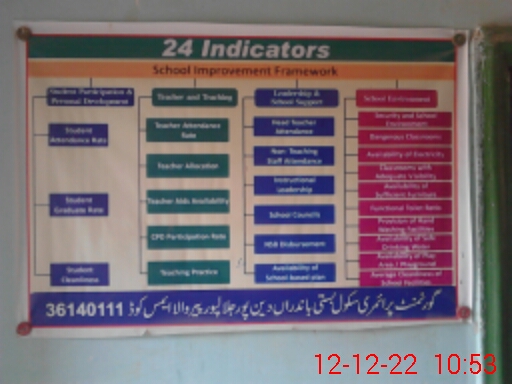 24 Indicators
School Improvement Framework
Student Participation &
Personal Development
Student
Attendance Rate
Student
Graduate Rate
Student
Cleanliness
Teacher and Teaching
Teacher Attendance
Rate
Teacher Allocation
Teacher Aids Availability
CPD Participation Rate
Teaching Practice
Leadership &
School Support
Head Teacher
Attendance
Non- Teaching
Staff Attendance
Instructional
Leadership
School Councils
NSB Disbursement
Availability of
School based plan
School Environment
Security and School
Environment
Dangerous Classrooms
Availability of Electricity
Classrooms with
Adequate Visibility
Availability of
Sufficient Furniture
Functional Toilet Ratio
Provision of Hand
Washing Facilities
Availability of Safe
Drinking Water
Availability of Play
Area / Playground
Average Cleanliness of
School Facilities
گورنمنٹ پرائمری سکول بستی باندراں دین پور جلالپور پیر والا ایمس کوڈ 36140111
12-12-22 10:53